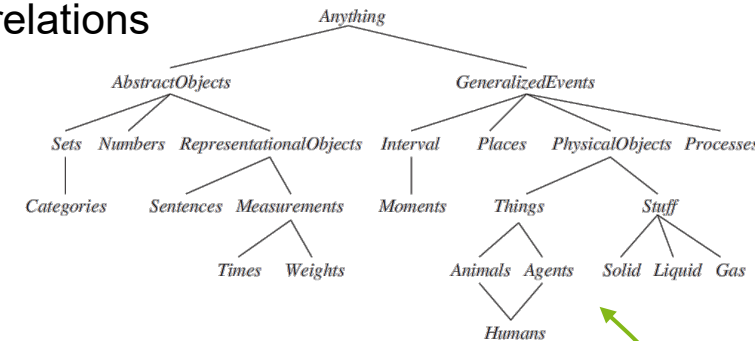 relations
Anything
AbstractObjects GeneralizedEvents
Sets Numbers RepresentationalObjects Interval Places PhysicalObjects Processes
Categories Sentences Measurements Moments Things Stuff
Times Weights Animals Agents Solid Liquid Gas
Humans